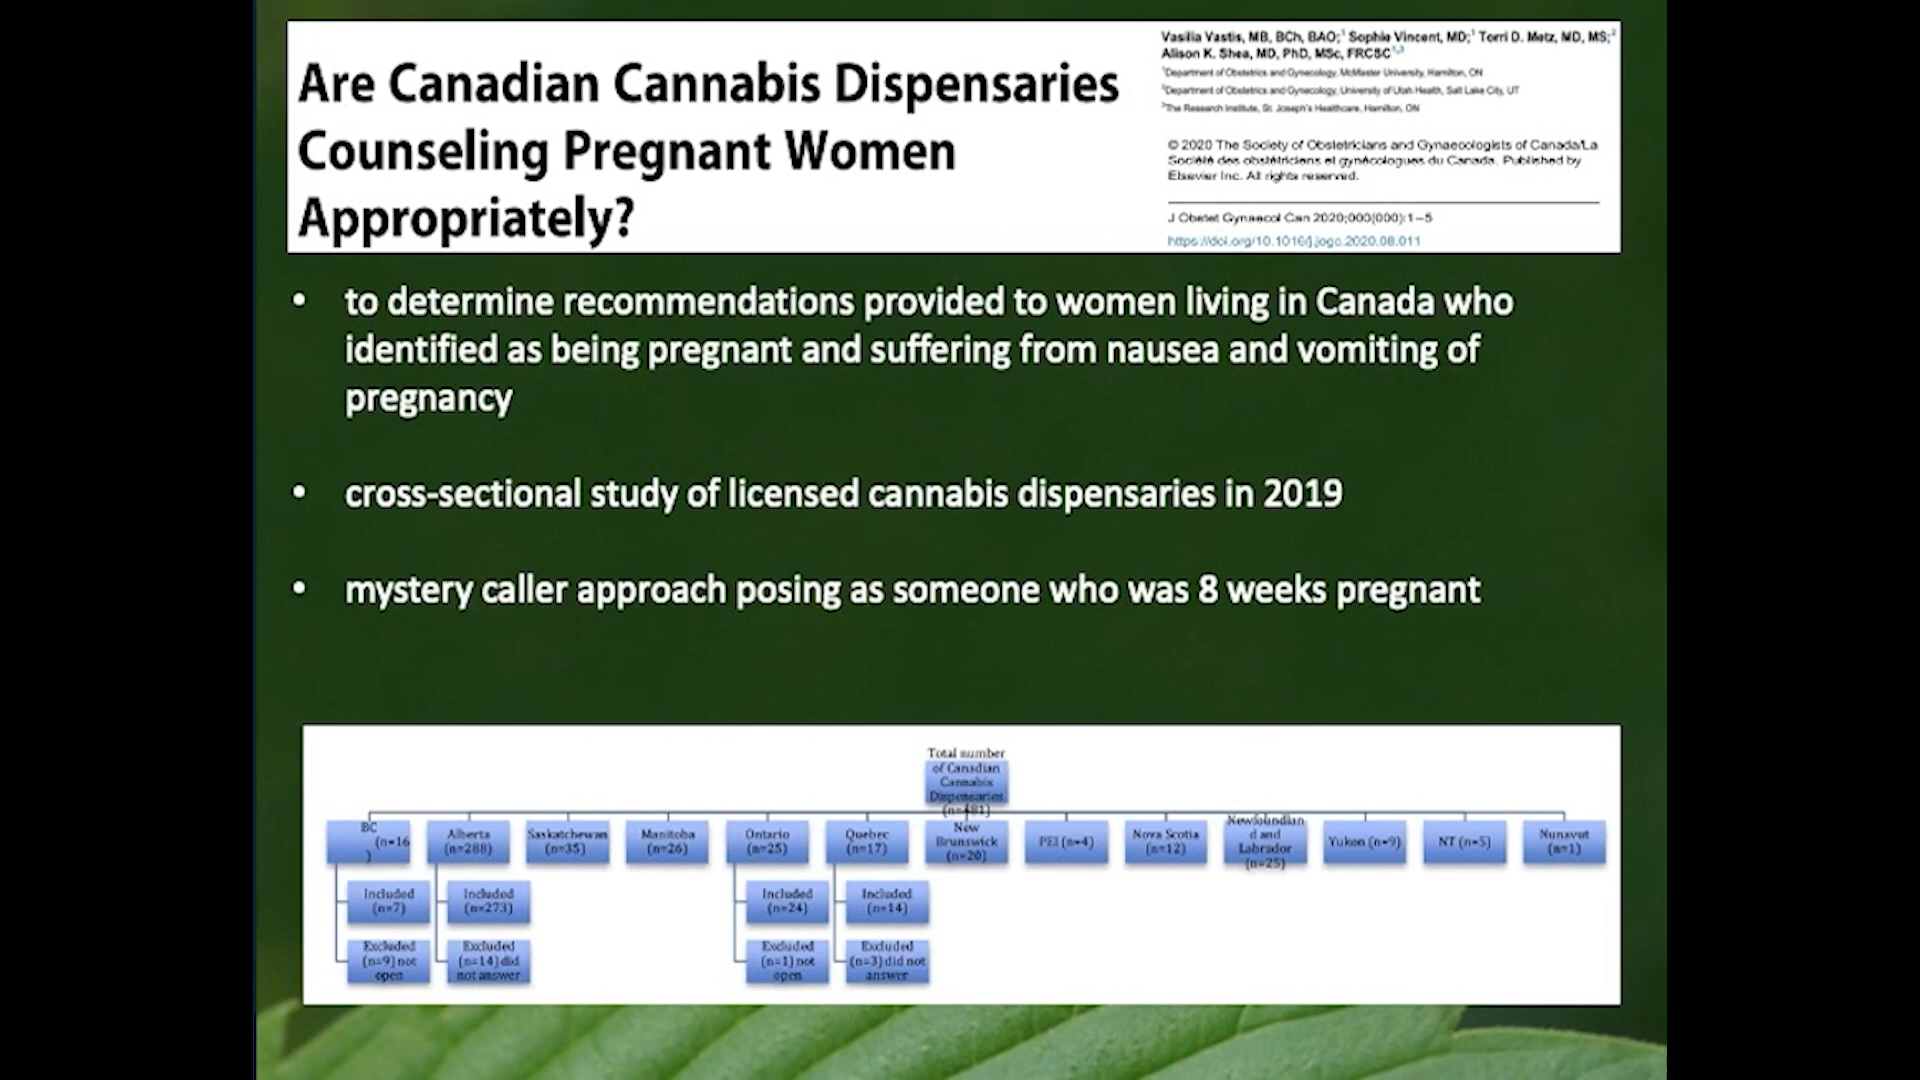 Are Canadian Cannabis Dispensaries
Counseling Pregnant Women
Appropriately?
Vasilia Vastis, MB, BCh, BAO;1 Sophie Vincent, MD;1 Torri D. Metz, MD, MS;2
Alison K. Shea, MD, PhD, MSc, FRCSC1,3
1Department of Obstetrics and Gynecology, McMaster University, Hamilton, ON
2Department of Obstetrics and Gynecology, University of Utah Health, Salt Lake City, UT
3The Research Institute, St. Joseph's Healthcare, Hamilton, ON
© 2020 The Society of Obstetricians and Gynaecologists of Canada/La
Société des obstétriciens et gynécologues du Canada. Published by
Elsevier Inc. All rights reserved.
J Obstet Gynaecol Can 2020;000(000):1–5
https://doi.org/10.1016/j.jogc.2020.08.011
• to determine recommendations provided to women living in Canada who
identified as being pregnant and suffering from nausea and vomiting of
pregnancy
• cross-sectional study of licensed cannabis dispensaries in 2019
• mystery caller approach posing as someone who was 8 weeks pregnant
Total number
of Canadian
Cannabis
Dispensaries
(n=481)
BC
(n=16
)
Alberta
(n=288)
Saskatchewan
(n=35)
Manitoba
(n=26)
Ontario
(n=25)
Quebec
(n=17)
New
Brunswick
(n=20)
PEI (n=4)
Nova Scotia
(n=12)
Newfoundlan
d and
Labrador
(n=25)
Yukon (n=9)
NT (n=5)
Nunavut
(n=1)
Included
(n=7)
Included
(n=273)
Included
(n=24)
Included
(n=14)
Excluded
(n=9) not
open
Excluded
(n=14) did
not answer
Excluded
(n=1) not
open
Excluded
(n=3) did not
answer